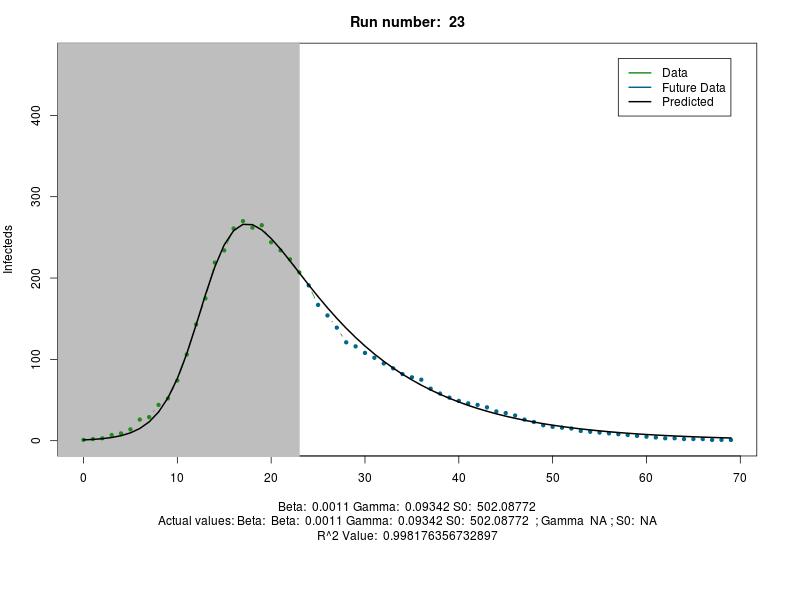 Run number: 23
Data
Future Data
Predicted
400
300
200
100
0
Infecteds
0 10 20 30 40 50 60 70
Beta: 0.0011 Gamma: 0.09342 S0: 502.08772
Actual values: Beta: Beta: 0.0011 Gamma: 0.09342 S0: 502.08772 ; Gamma NA ; S0: NA
R^2 Value: 0.998176356732897